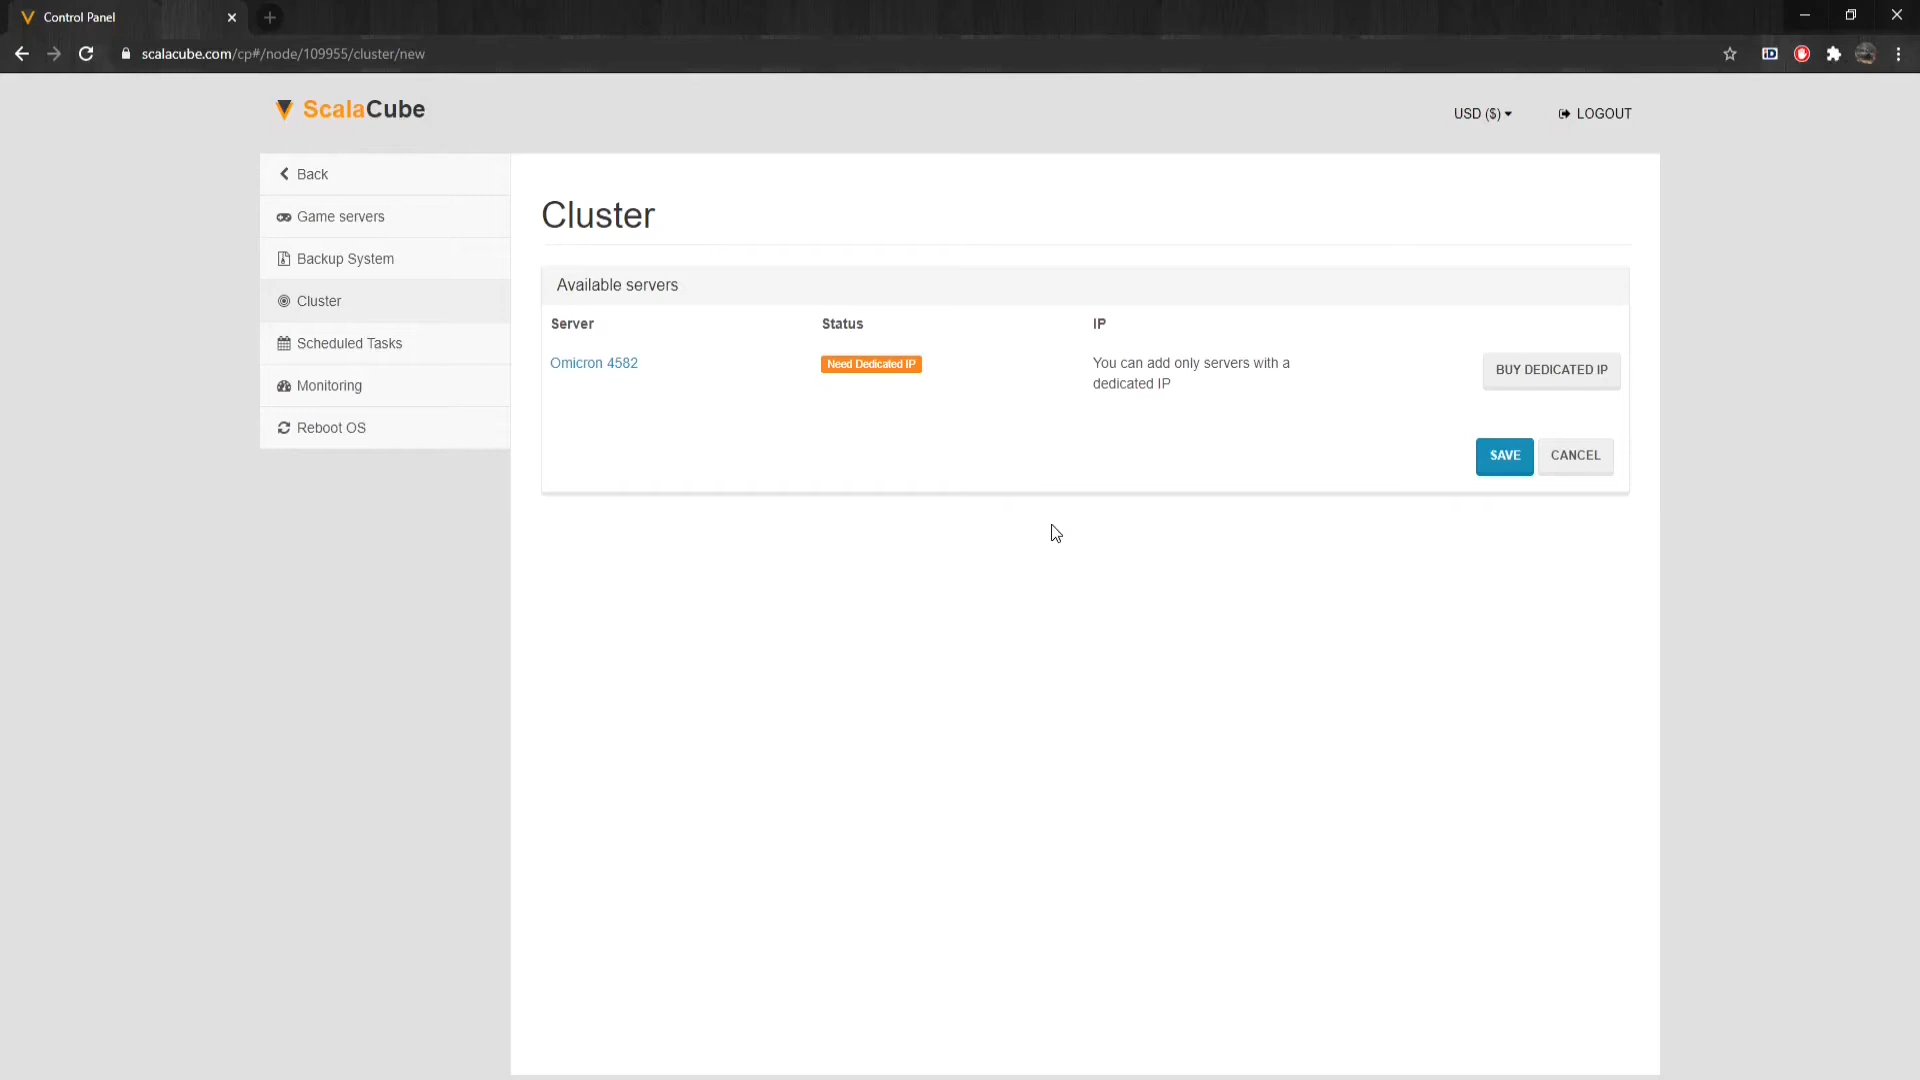 Control Panel
scalacube.com/cp#/node/109955/cluster/new
ScalaCube
USD ($)
LOGOUT
Back
Game servers
Backup System
Cluster
Scheduled Tasks
Monitoring
Reboot OS
Cluster
Available servers
Server Status IP
Omicron 4582 Need Dedicated IP You can add only servers with a
dedicated IP
BUY DEDICATED IP
SAVE CANCEL